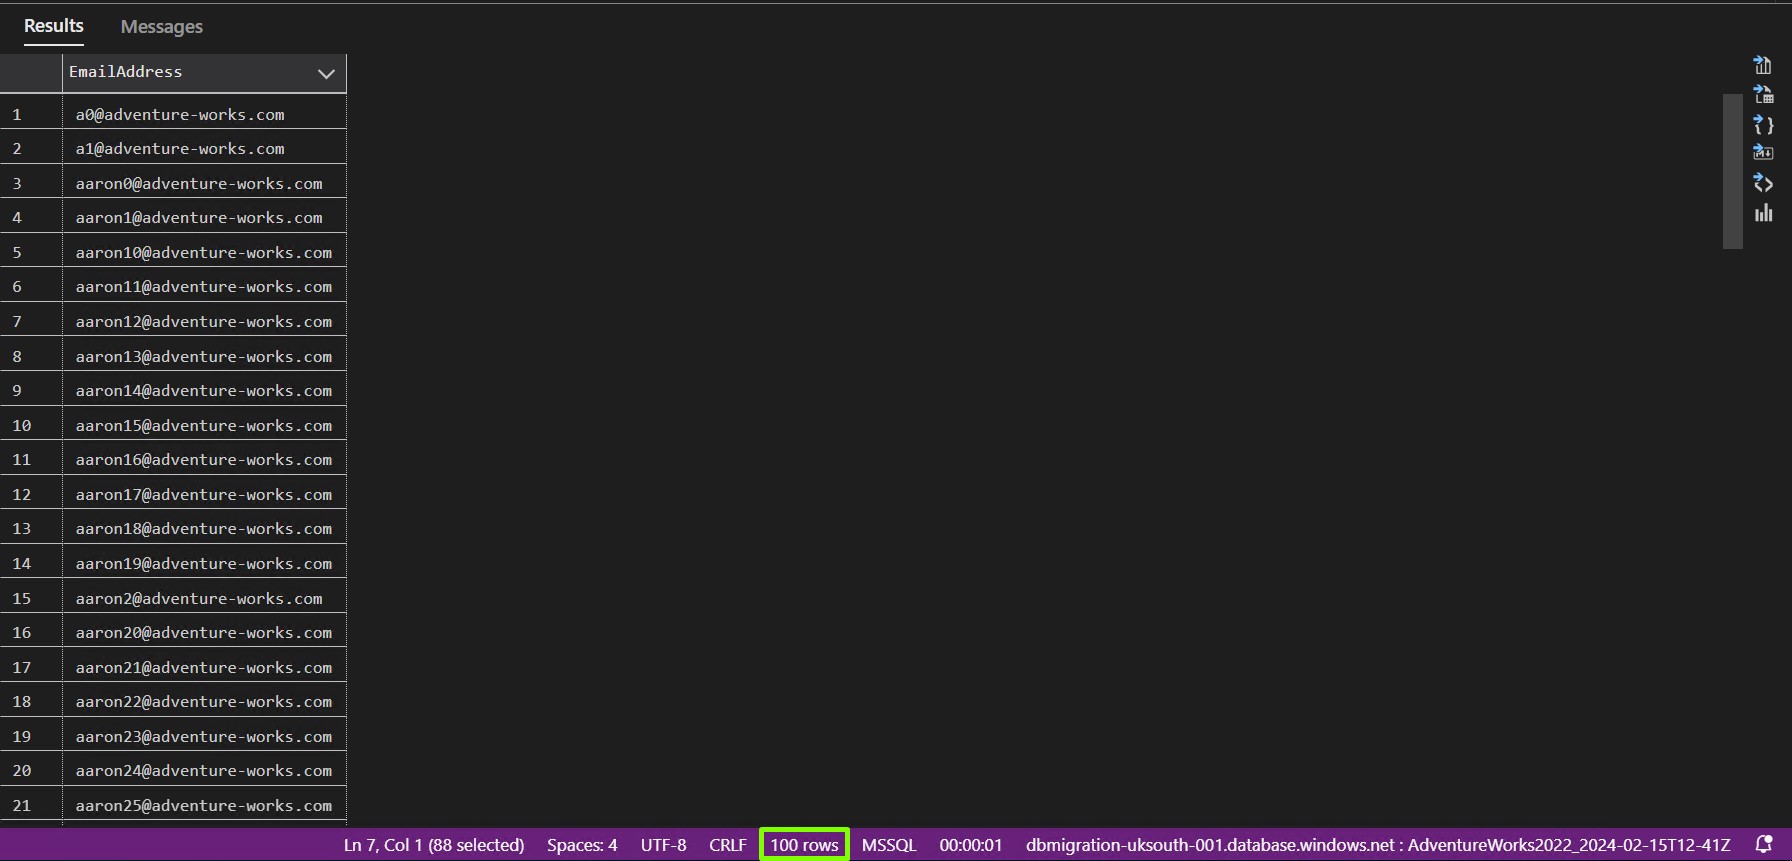 Results Messages
EmailAddress
1 a0@adventure-works.com
2 a1@adventure-works.com
3 aaron0@adventure-works.com
4 aaron1@adventure-works.com
5 aaron10@adventure-works.com
6 aaron11@adventure-works.com
7 aaron12@adventure-works.com
8 aaron13@adventure-works.com
9 aaron14@adventure-works.com
10 aaron15@adventure-works.com
11 aaron16@adventure-works.com
12 aaron17@adventure-works.com
13 aaron18@adventure-works.com
14 aaron19@adventure-works.com
15 aaron2@adventure-works.com
16 aaron20@adventure-works.com
17 aaron21@adventure-works.com
18 aaron22@adventure-works.com
19 aaron23@adventure-works.com
20 aaron24@adventure-works.com
21 aaron25@adventure-works.com
Ln 7, Col 1 (88 selected) Spaces: 4 UTF-8 CRLF 100 rows MSSQL 00:00:01 dbmigration-uksouth-001.database.windows.net : AdventureWorks2022_2024-02-15T12-41Z